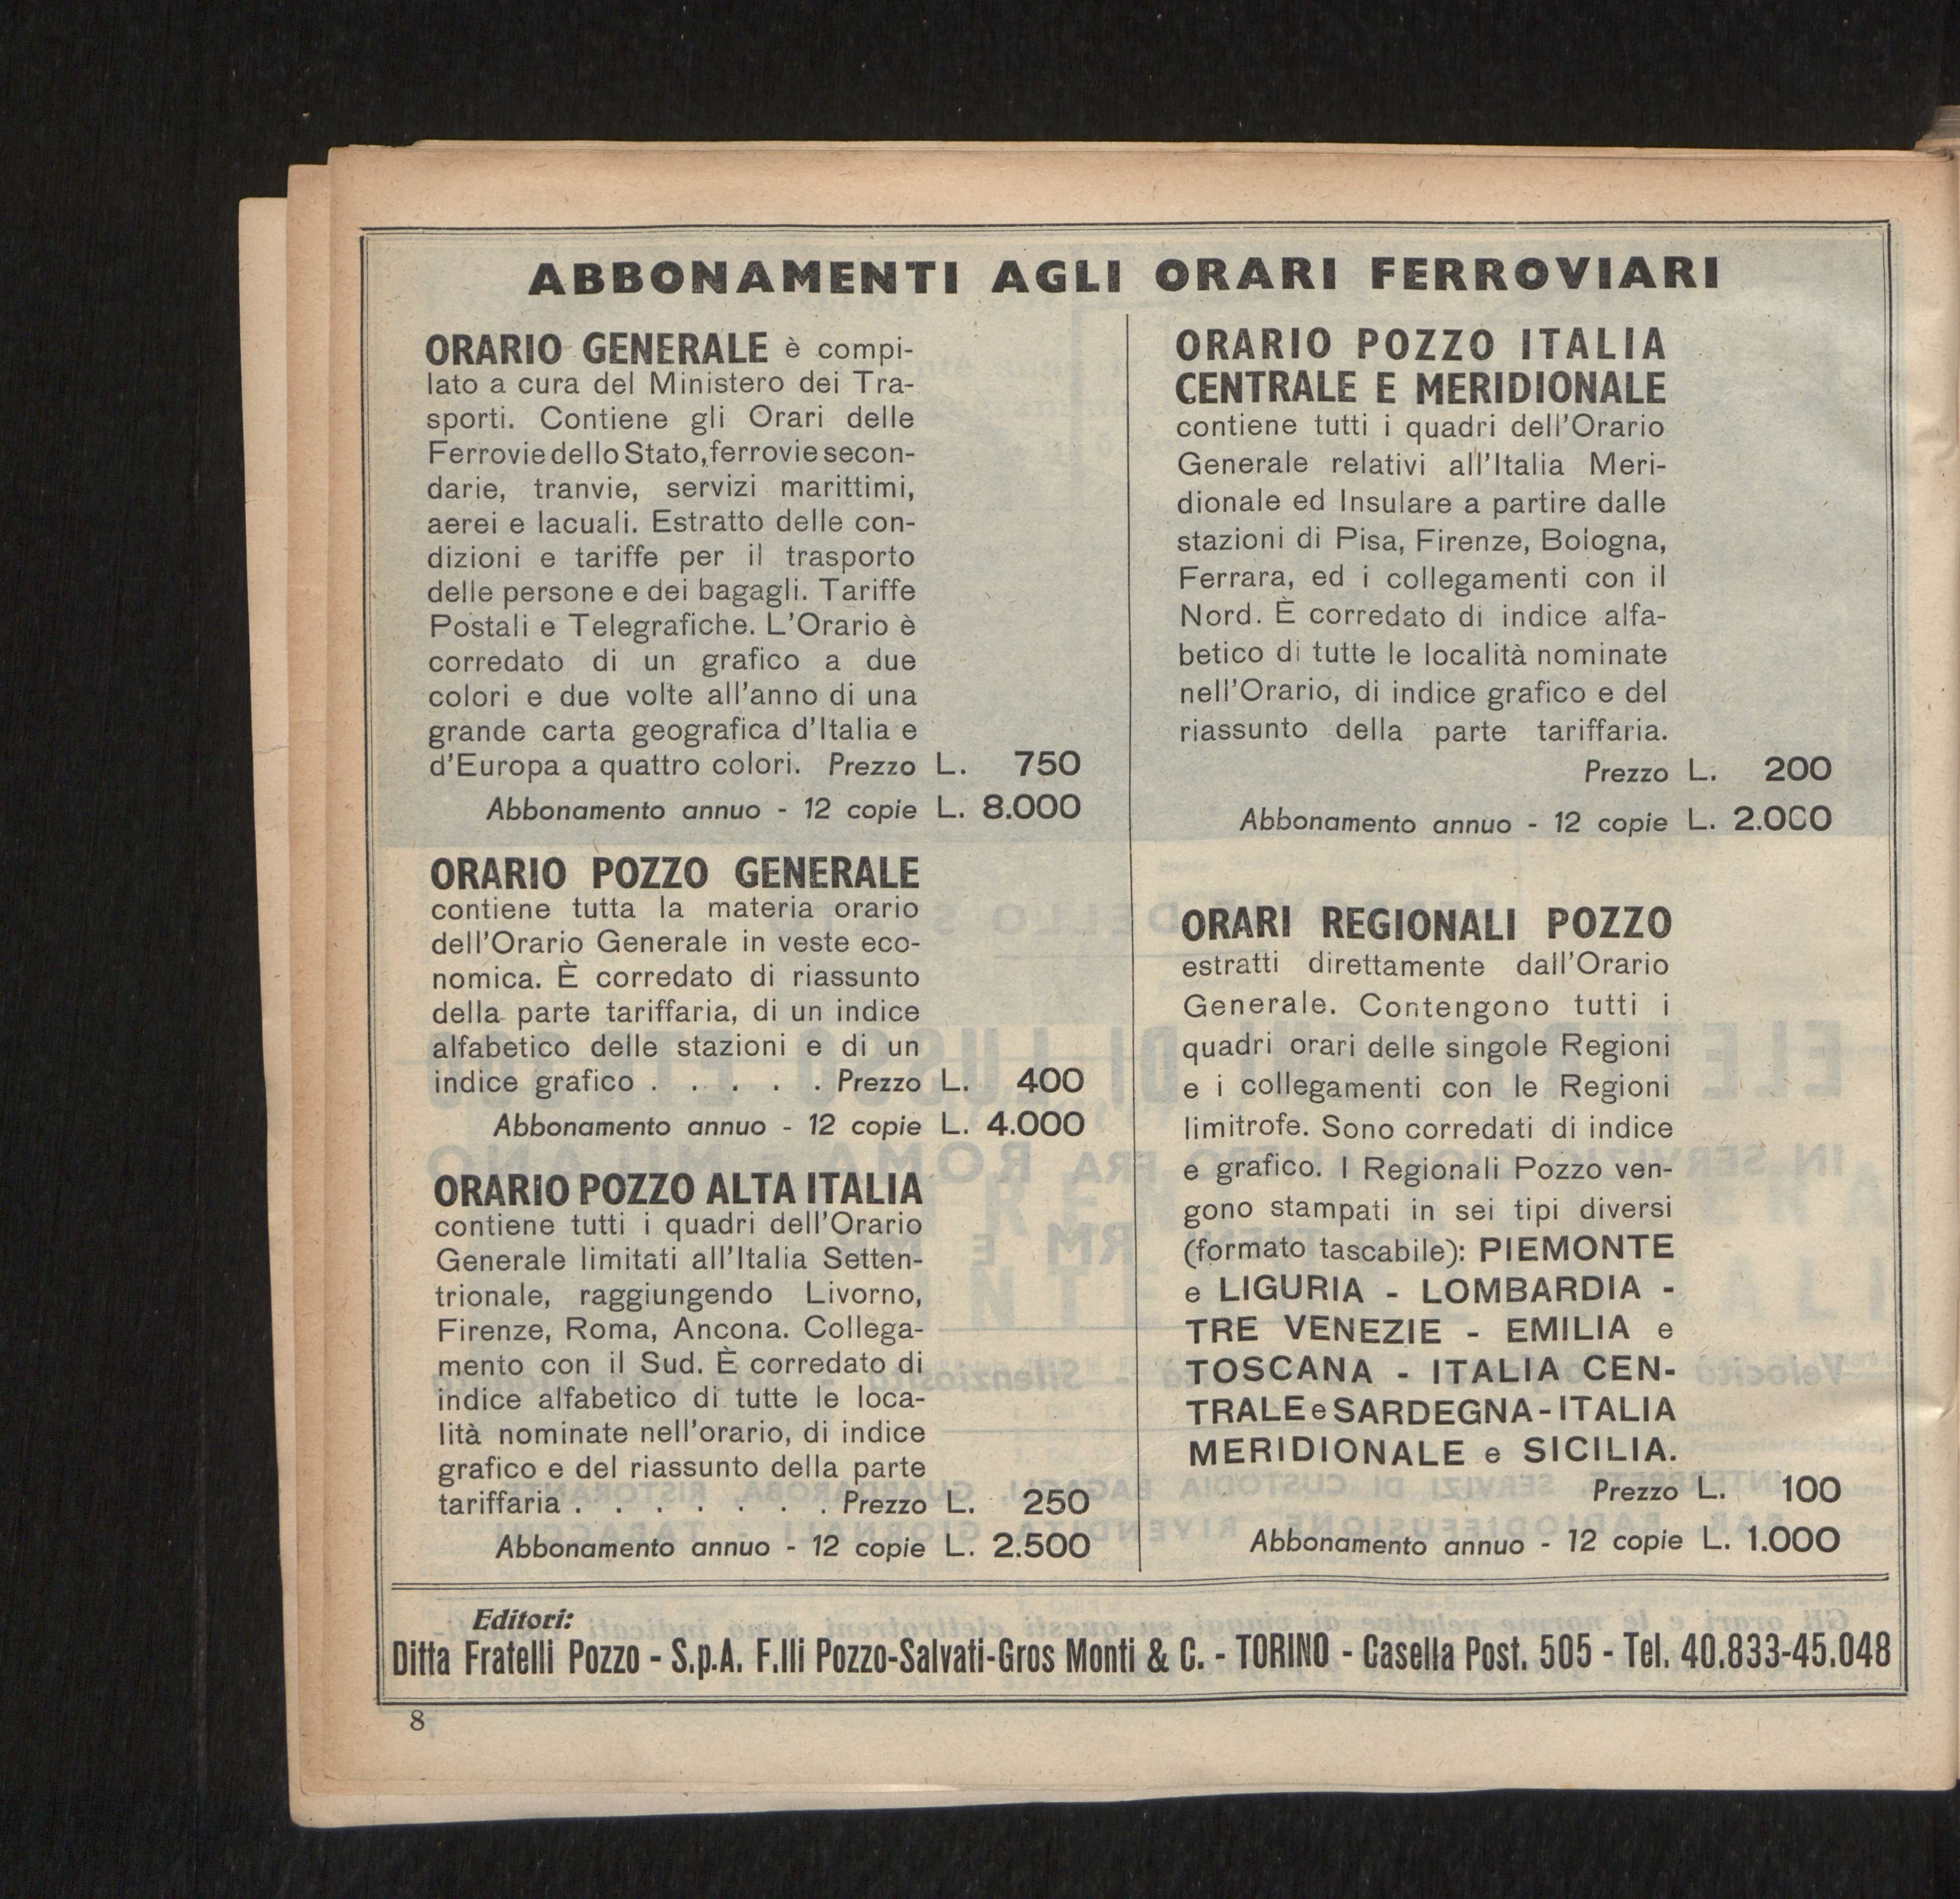 ABBONAMENTI AGLI ORARI FERROVIARI
ORARIO GENERALE è compi-
lato a cura del Ministero dei Tra-
sporti. Contiene gli Orari delle
Ferrovie dello Stato, ferrovie secon-
darie, tranvie, servizi marittimi,
aerei e lacuali. Estratto delle con-
dizioni e tariffe per il trasporto
delle persone e dei bagagli. Tariffe
Postali e Telegrafiche. L'Orario è
corredato di un grafico a due
colori e due volte all'anno di una
grande carta geografica d'Italia e
d'Europa a quattro colori. Prezzo L. 750
Abbonamento annuo - 12 copie L. 8.000
ORARIO POZZO GENERALE
contiene tutta la materia orario
dell'Orario Generale in veste eco-
nomica. È corredato di riassunto
della parte tariffaria, di un indice
alfabetico delle stazioni e di un
indice grafico . . . . . Prezzo L. 400
Abbonamento annuo - 12 copie L. 4.000
ORARIO POZZO ALTA ITALIA
contiene tutti i quadri dell'Orario
Generale limitati all'Italia Setten-
trionale, raggiungendo Livorno,
Firenze, Roma, Ancona. Collega-
mento con il Sud. È corredato di
indice alfabetico di tutte le loca-
lità nominate nell'orario, di indice
grafico e del riassunto della parte
tariffaria . . . . . . . Prezzo L. 250
Abbonamento annuo - 12 copie L. 2.500
ORARIO POZZO ITALIA
CENTRALE E MERIDIONALE
contiene tutti i quadri dell'Orario
Generale relativi all'Italia Meri-
dionale ed Insulare a partire dalle
stazioni di Pisa, Firenze, Bologna,
Ferrara, ed i collegamenti con il
Nord. È corredato di indice alfa-
betico di tutte le località nominate
nell'Orario, di indice grafico e del
riassunto della parte tariffaria.
Prezzo L. 200
Abbonamento annuo - 12 copie L. 2.000
ORARI REGIONALI POZZO
estratti direttamente dall'Orario
Generale. Contengono tutti i
quadri orari delle singole Regioni
e i collegamenti con le Regioni
limitrofe. Sono corredati di indice
e grafico. I Regionali Pozzo ven-
gono stampati in sei tipi diversi
(formato tascabile): PIEMONTE
e LIGURIA - LOMBARDIA -
TRE VENEZIE - EMILIA e
TOSCANA - ITALIA CEN-
TRALE e SARDEGNA - ITALIA
MERIDIONALE e SICILIA.
Prezzo L. 100
Abbonamento annuo - 12 copie L. 1.000
Editori:
Ditta Fratelli Pozzo - S.p.A. F.lli Pozzo-Salvati-Gros Monti & C. - TORINO - Casella Post. 505 - Tel. 40.833-45.048
8